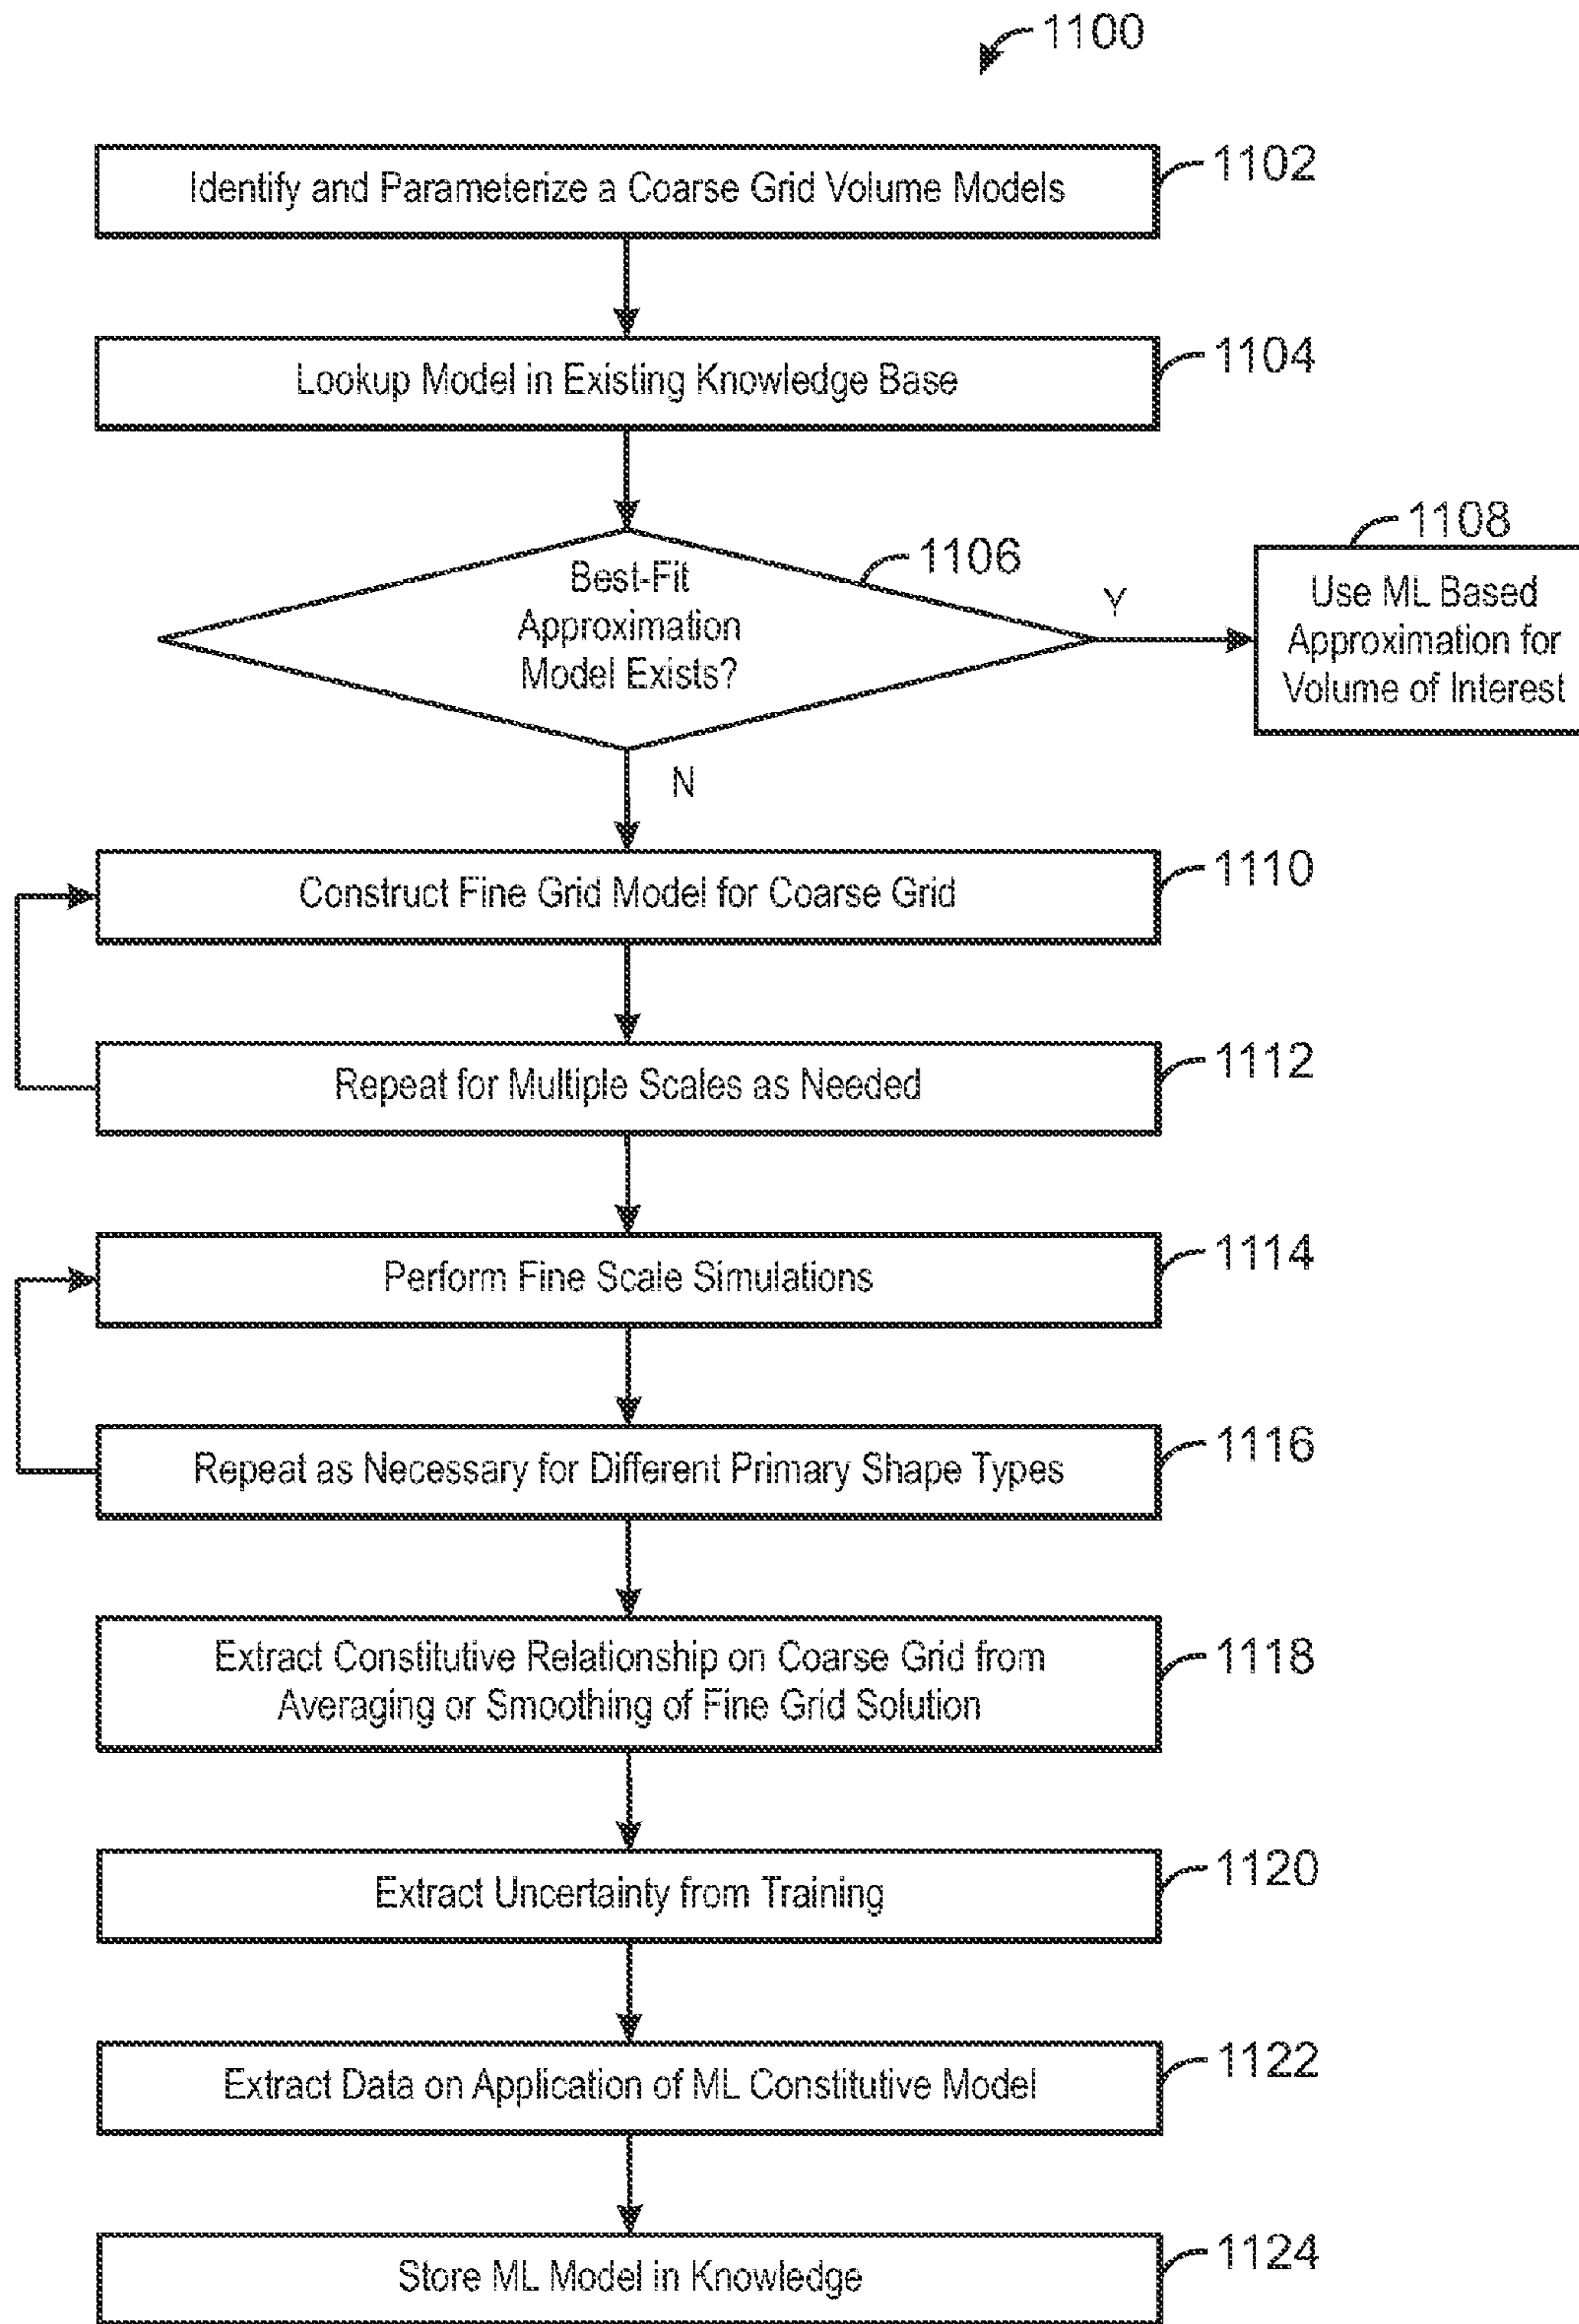 1100
Identify and Parameterize a Coarse Grid Volume Models
1102
Lookup Model in Existing Knowledge Base
1104
Best-Fit
Approximation
Model Exists?
1106
Y
1108
Use ML Based
Approximation for
Volume of Interest
N
Construct Fine Grid Model for Coarse Grid
1110
Repeat for Multiple Scales as Needed
1112
Perform Fine Scale Simulations
1114
Repeat as Necessary for Different Primary Shape Types
1116
Extract Constitutive Relationship on Coarse Grid from
Averaging or Smoothing of Fine Grid Solution
1118
Extract Uncertainty from Training
1120
Extract Data on Application of ML Constitutive Model
1122
Store ML Model in Knowledge
1124